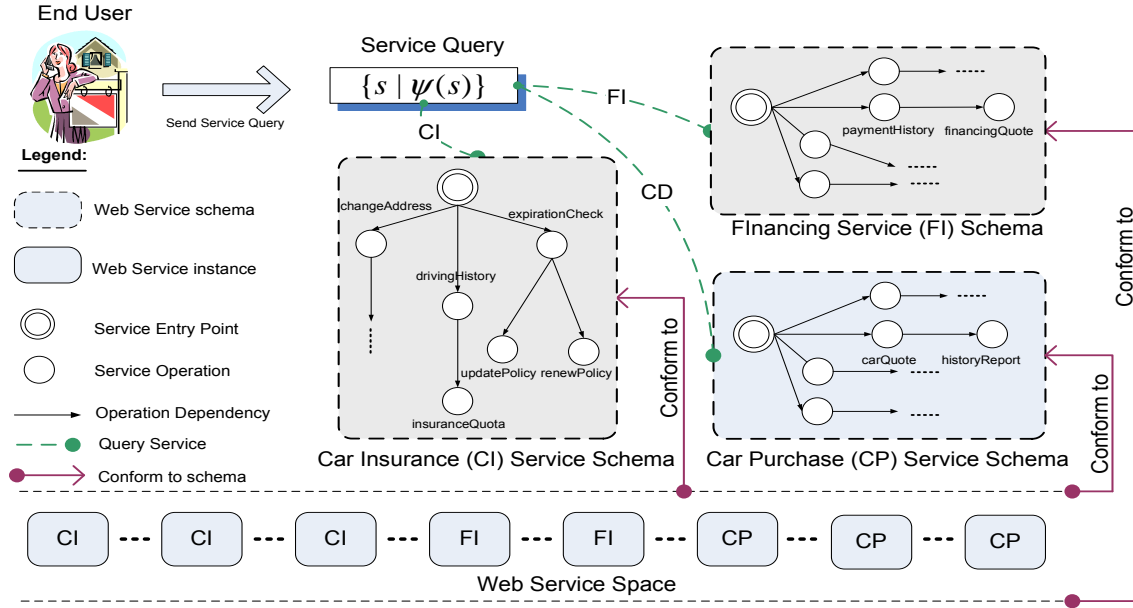 End User
Send Service Query
Service Query
{s | ψ(s)}
CI
FI
CD
Legend:
Web Service schema
Web Service instance
Service Entry Point
Service Operation
Operation Dependency
Query Service
Conform to schema
changeAddress
expirationCheck
drivingHistory
updatePolicy
renewPolicy
insuranceQuota
Car Insurance (CI) Service Schema
paymentHistory
financingQuote
FInancing Service (FI) Schema
carQuote
historyReport
Car Purchase (CP) Service Schema
Conform to
Conform to
Conform to
CI
CI
CI
FI
FI
CP
CP
CP
Web Service Space